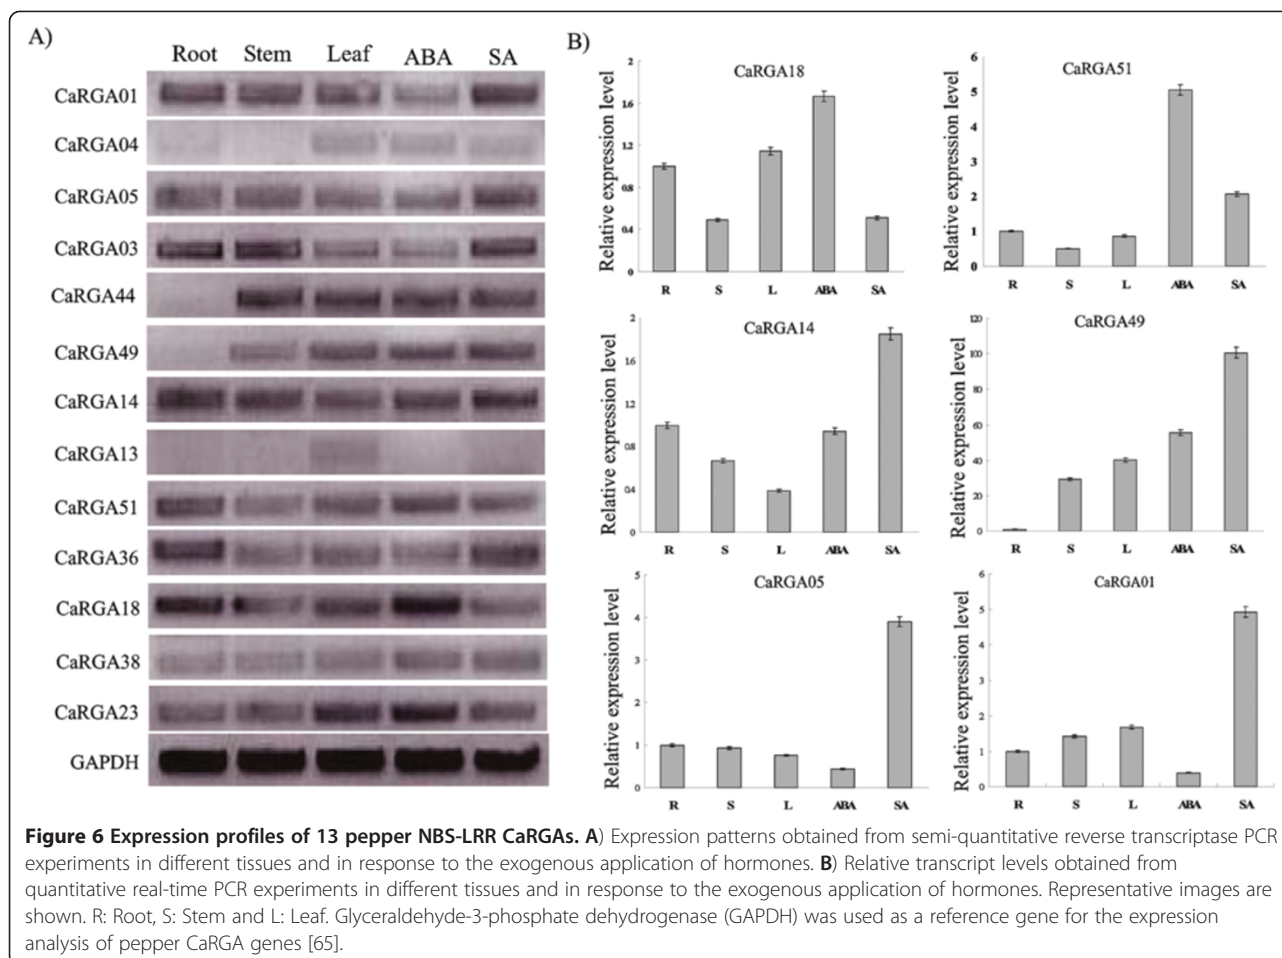 A)
Root Stem Leaf ABA SA
CaRGA01
CaRGA04
CaRGA05
CaRGA03
CaRGA44
CaRGA49
CaRGA14
CaRGA13
CaRGA51
CaRGA36
CaRGA18
CaRGA38
CaRGA23
GAPDH
B)
CaRGA18
Relative expression level
2
1.6
1.2
0.8
0.4
0
R S L ABA SA
CaRGA51
Relative expression level
6
5
4
3
2
1
0
R S L ABA SA
CaRGA14
Relative expression level
2
1.6
1.2
0.8
0.4
0
R S L ABA SA
CaRGA49
Relative expression level
120
100
80
60
40
20
0
R S L ABA SA
CaRGA05
Relative expression level
5
4
3
2
1
0
R S L ABA SA
CaRGA01
Relative expression level
6
5
4
3
2
1
0
R S L ABA SA
Figure 6 Expression profiles of 13 pepper NBS-LRR CaRGAs. A) Expression patterns obtained from semi-quantitative reverse transcriptase PCR
experiments in different tissues and in response to the exogenous application of hormones. B) Relative transcript levels obtained from
quantitative real-time PCR experiments in different tissues and in response to the exogenous application of hormones. Representative images are
shown. R: Root, S: Stem and L: Leaf. Glyceraldehyde-3-phosphate dehydrogenase (GAPDH) was used as a reference gene for the expression
analysis of pepper CaRGA genes [65].